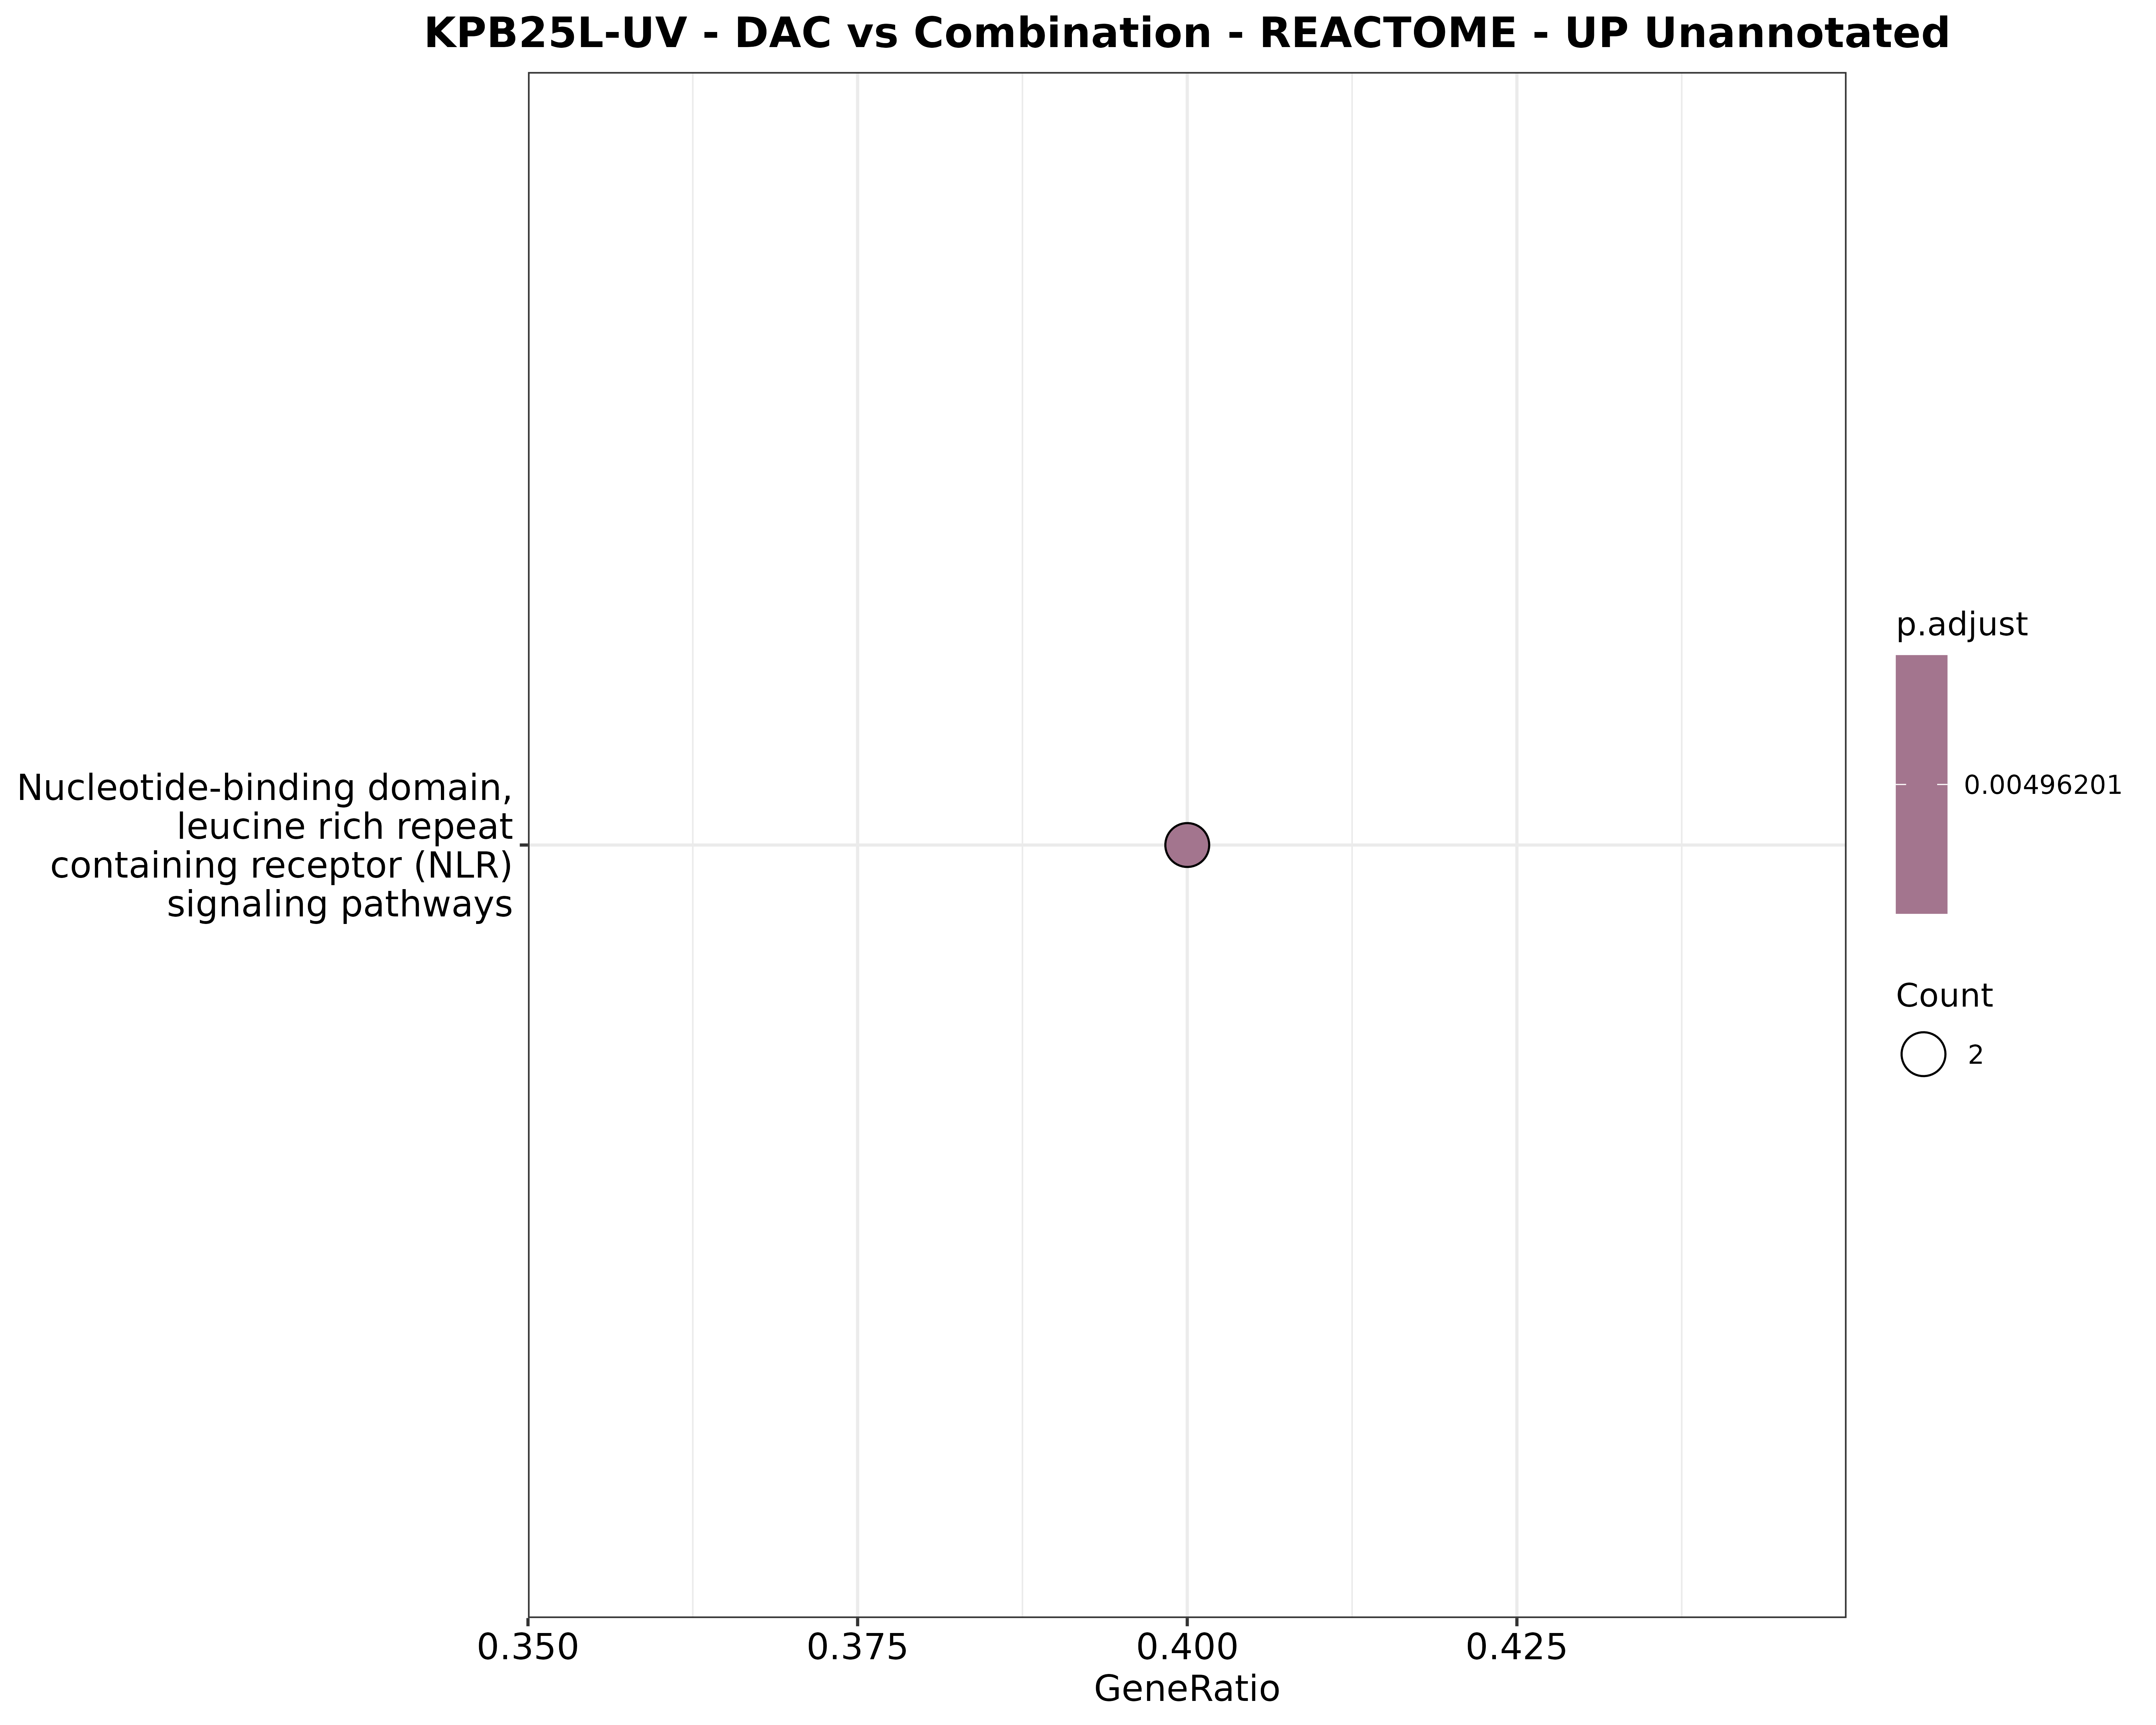 KPB25L-UV - DAC vs Combination - REACTOME - UP Unannotated
Nucleotide-binding domain,
leucine rich repeat
containing receptor (NLR)
signaling pathways
0.350
0.375
0.400
0.425
GeneRatio
p.adjust
0.00496201
Count
2